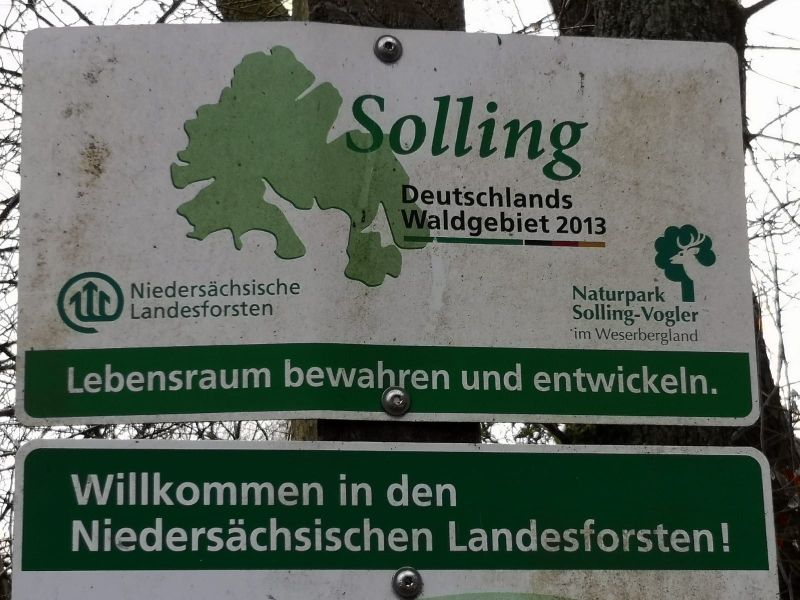 Solling
Deutschlands
Waldgebiet 2013
Niedersächsische
Landesforsten
Naturpark
Solling-Vogler
im Weserbergland
Lebensraum bewahren und entwickeln.
Willkommen in den
Niedersächsischen Landesforsten!